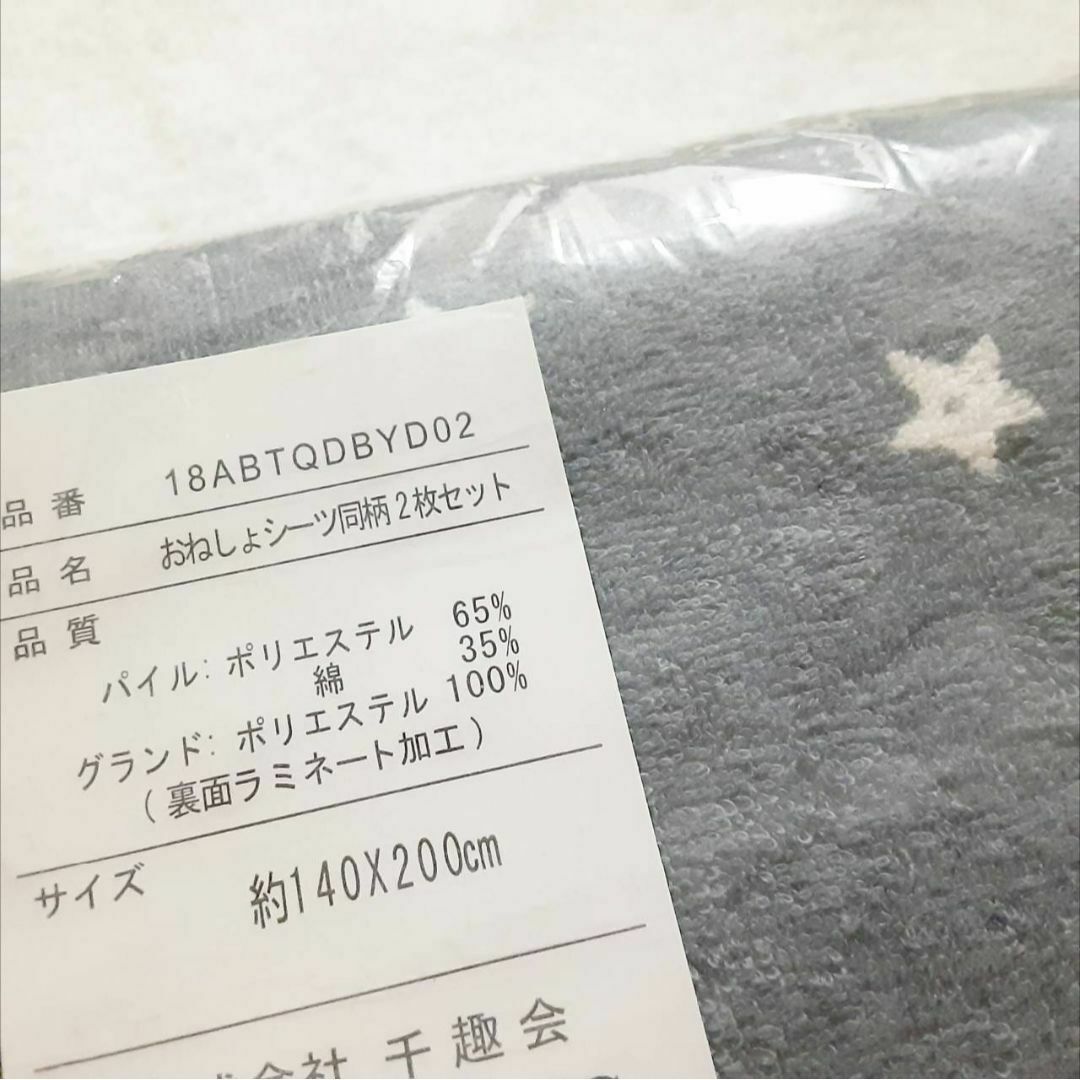 品番 18ABTQDBYD02
品名 おねしょシーツ同柄2枚セット
品質
パイル: ポリエステル 65%
綿 35%
グランド: ポリエステル 100%
(裏面ラミネート加工)
サイズ 約140X200cm
会社 千趣会